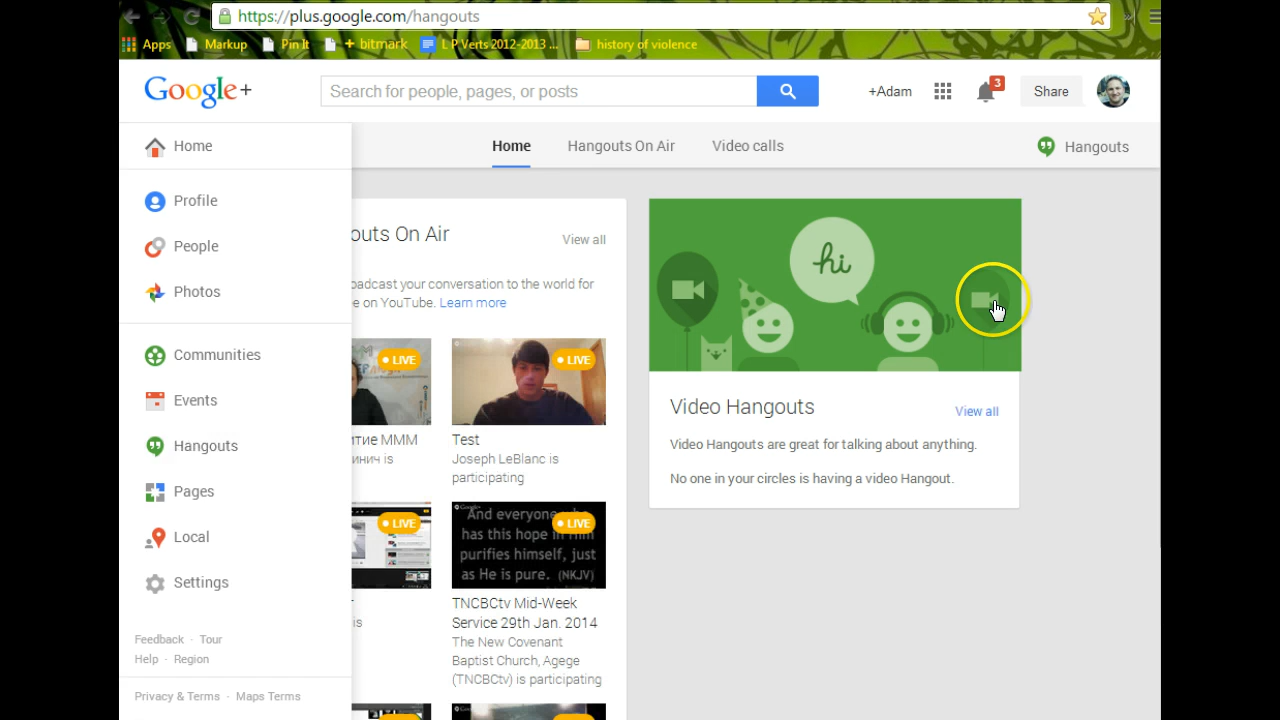 https://plus.google.com/hangouts
Apps
Markup
Pin It
+ bitmark
L P Verts 2012-2013 ...
history of violence
Google+
Search for people, pages, or posts
+Adam
3
Share
Home
Hangouts On Air
Video calls
Hangouts
Home
Profile
People
Photos
Communities
Events
Hangouts
Pages
Local
Settings
Feedback · Tour
Help · Region
Privacy & Terms · Maps Terms
outs On Air
View all
oadcast your conversation to the world for
e on YouTube. Learn more
LIVE
LIVE
итие МММ
инич is
Test
Joseph LeBlanc is
participating
LIVE
is
And everyone
has this hope in Him
purifies himself, just
as He is pure. (NKJV)
LIVE
TNCBCtv Mid-Week
Service 29th Jan. 2014
The New Covenant
Baptist Church, Agege
(TNCBCtv) is participating
hi
Video Hangouts
View all
Video Hangouts are great for talking about anything.
No one in your circles is having a video Hangout.